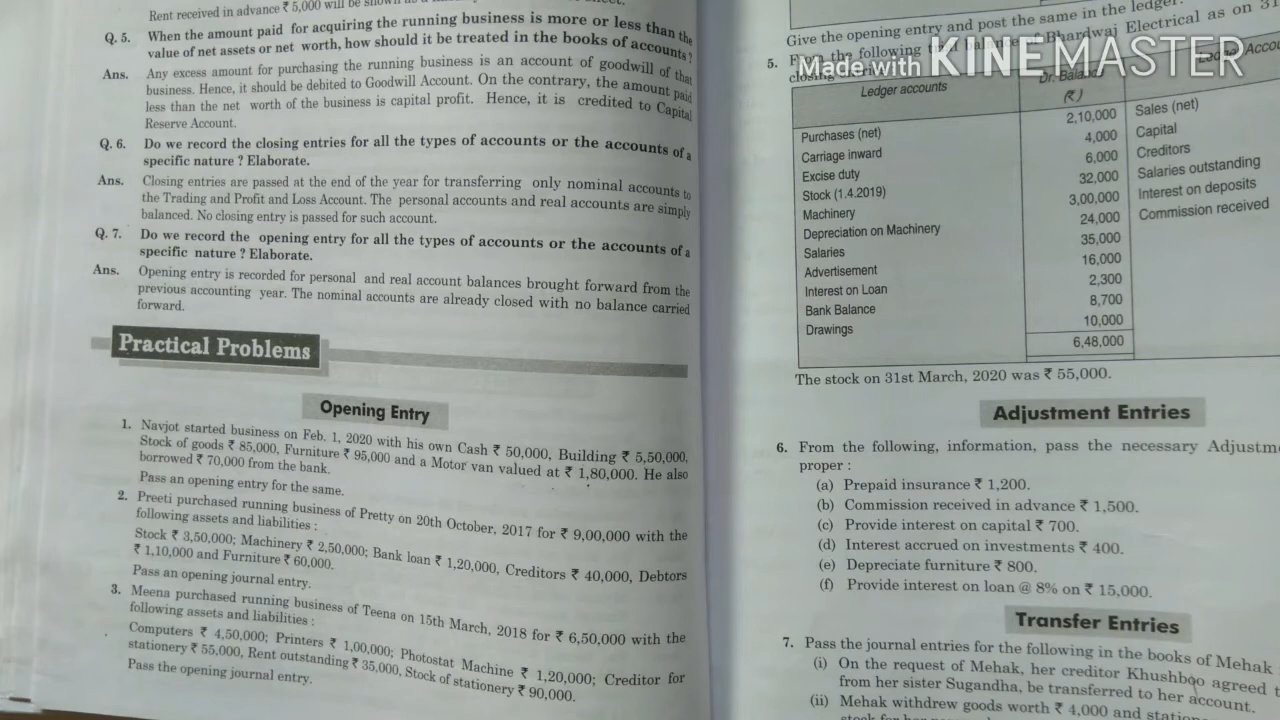 Rent received in advance ₹ 5,000 will be
Q. 5. When the amount paid for acquiring the running business is more or less than the
value of net assets or net worth, how should it be treated in the books of accounts?
Ans. Any excess amount for purchasing the running business is an account of goodwill of that
business. Hence, it should be debited to Goodwill Account. On the contrary, the amount paid
less than the net worth of the business is capital profit. Hence, it is credited to Capital
Reserve Account.
Q. 6. Do we record the closing entries for all the types of accounts or the accounts of a
specific nature ? Elaborate.
Ans. Closing entries are passed at the end of the year for transferring only nominal accounts to
the Trading and Profit and Loss Account. The personal accounts and real accounts are simply
balanced. No closing entry is passed for such account.
Q. 7. Do we record the opening entry for all the types of accounts or the accounts of a
specific nature ? Elaborate.
Ans. Opening entry is recorded for personal and real account balances brought forward from the
previous accounting year. The nominal accounts are already closed with no balance carried
forward.
Practical Problems
Opening Entry
1. Navjot started business on Feb. 1, 2020 with his own Cash ₹ 50,000, Building ₹ 5,50,000,
Stock of goods ₹ 85,000, Furniture ₹ 95,000 and a Motor van valued at ₹ 1,80,000. He also
borrowed ₹ 70,000 from the bank.
Pass an opening entry for the same.
2. Preeti purchased running business of Pretty on 20th October, 2017 for ₹ 9,00,000 with the
following assets and liabilities :
Stock ₹ 3,50,000; Machinery ₹ 2,50,000; Bank loan ₹ 1,20,000, Creditors ₹ 40,000, Debtors
₹ 1,10,000 and Furniture ₹ 60,000.
Pass an opening journal entry.
3. Meena purchased running business of Teena on 15th March, 2018 for ₹ 6,50,000 with the
following assets and liabilities :
Computers ₹ 4,50,000; Printers ₹ 1,00,000; Photostat Machine ₹ 1,20,000; Creditor for
stationery ₹ 55,000, Rent outstanding ₹ 35,000, Stock of stationery ₹ 90,000.
Pass the opening journal entry.
Give the opening entry and post the same in the ledger.
5. the following Bhardwaj Electrical as on 31
Made with KINEMASTER
Ledger accounts Dr. Balance
(₹)
Purchases (net) 2,10,000 Sales (net)
Carriage inward 4,000 Capital
Excise duty 6,000 Creditors
Stock (1.4.2019) 32,000 Salaries outstanding
Machinery 3,00,000 Interest on deposits
Depreciation on Machinery 24,000 Commission received
Salaries 35,000
Advertisement 16,000
Interest on Loan 2,300
Bank Balance 8,700
Drawings 10,000
6,48,000
The stock on 31st March, 2020 was ₹ 55,000.
Adjustment Entries
6. From the following, information, pass the necessary Adjustm
proper :
(a) Prepaid insurance ₹ 1,200.
(b) Commission received in advance ₹ 1,500.
(c) Provide interest on capital ₹ 700.
(d) Interest accrued on investments ₹ 400.
(e) Depreciate furniture ₹ 800.
(f) Provide interest on loan @ 8% on ₹ 15,000.
Transfer Entries
7. Pass the journal entries for the following in the books of Mehak
(i) On the request of Mehak, her creditor Khushboo agreed t
from her sister Sugandha, be transferred to her account.
(ii) Mehak withdrew goods worth ₹ 4,000 and station